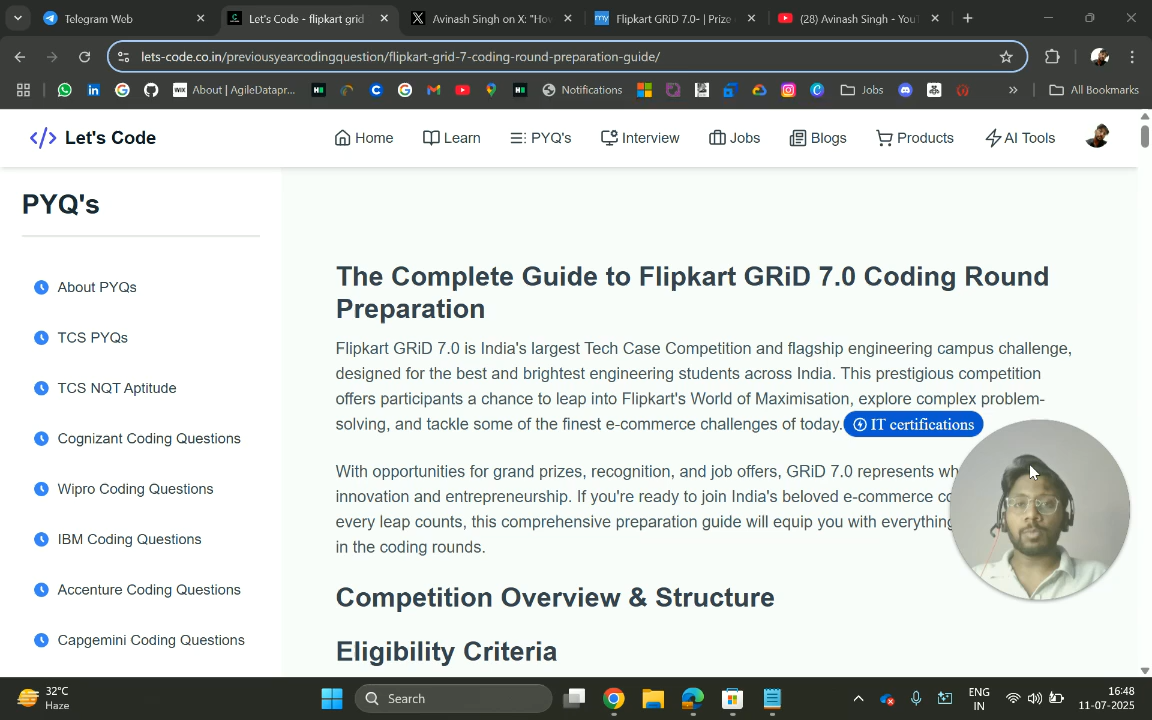 Telegram Web
Let's Code - flipkart grid
Avinash Singh on X: "How
Flipkart GRiD 7.0- | Prize
(28) Avinash Singh - YouT
lets-code.co.in/previousyearcodingquestion/flipkart-grid-7-coding-round-preparation-guide/
About | AgileDatapr...
Notifications
Jobs
All Bookmarks
</> Let's Code
Home
Learn
PYQ's
Interview
Jobs
Blogs
Products
AI Tools
PYQ's
About PYQs
TCS PYQs
TCS NQT Aptitude
Cognizant Coding Questions
Wipro Coding Questions
IBM Coding Questions
Accenture Coding Questions
Capgemini Coding Questions
The Complete Guide to Flipkart GRiD 7.0 Coding Round
Preparation
Flipkart GRiD 7.0 is India's largest Tech Case Competition and flagship engineering campus challenge,
designed for the best and brightest engineering students across India. This prestigious competition
offers participants a chance to leap into Flipkart's World of Maximisation, explore complex problem-
solving, and tackle some of the finest e-commerce challenges of today. IT certifications
With opportunities for grand prizes, recognition, and job offers, GRiD 7.0 represents
innovation and entrepreneurship. If you're ready to join India's beloved e-commerce
every leap counts, this comprehensive preparation guide will equip you with everything
in the coding rounds.
Competition Overview & Structure
Eligibility Criteria
32°C
Haze
Search
ENG
IN
16:48
11-07-2025